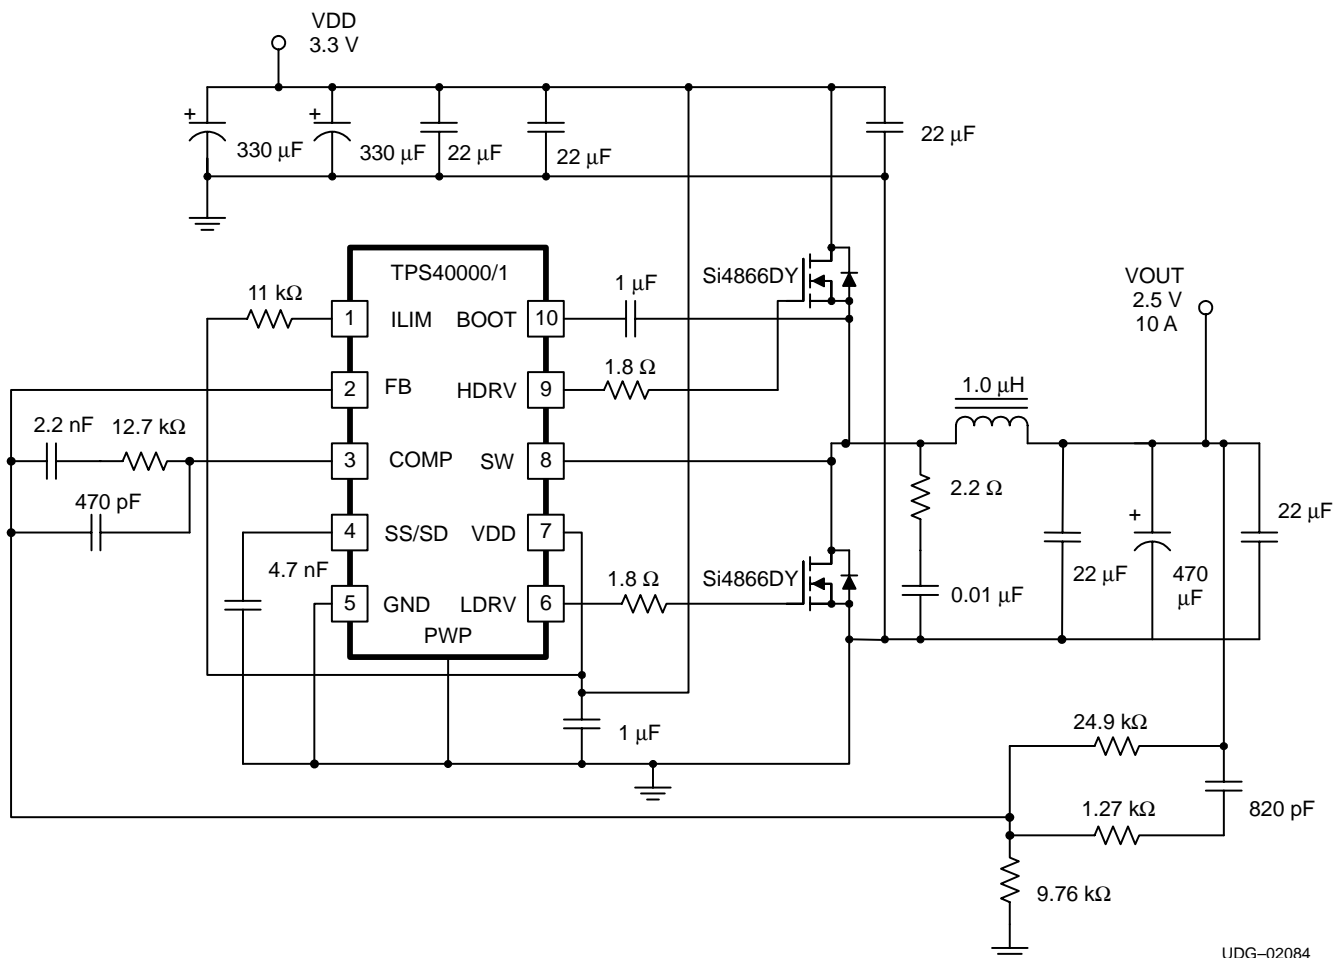 VDD
3.3 V
330 µF
330 µF
22 µF
22 µF
22 µF
TPS40000/1
11 kΩ
1
ILIM
BOOT
10
1 µF
Si4866DY
VOUT
2.5 V
10 A
2
FB
HDRV
9
1.8 Ω
1.0 µH
2.2 nF
12.7 kΩ
3
COMP
SW
8
2.2 Ω
470 pF
22 µF
4
SS/SD
VDD
7
4.7 nF
1.8 Ω
Si4866DY
22 µF
470
µF
0.01 µF
5
GND
LDRV
6
PWP
1 µF
24.9 kΩ
1.27 kΩ
820 pF
9.76 kΩ
UDG–02084